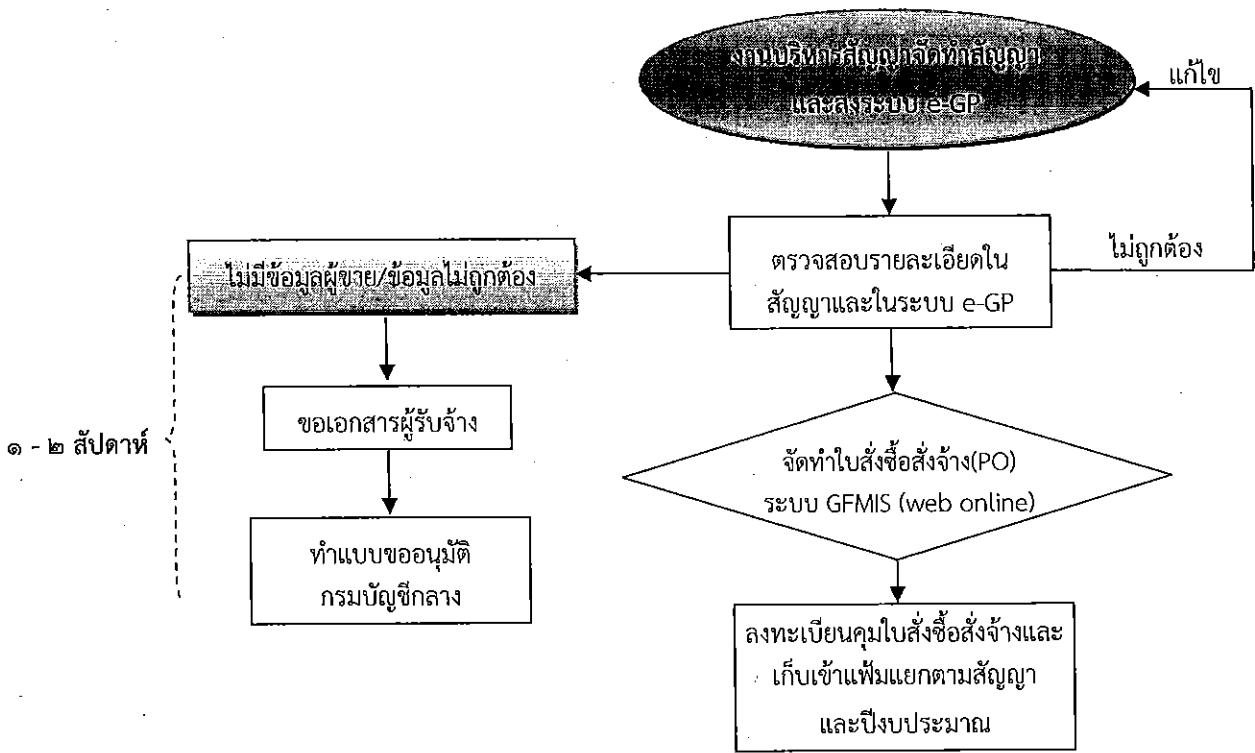 งานบริหารสัญญาจัดทำสัญญา
และส่งระบบ e-GP
แก้ไข
ไม่มีข้อมูลผู้ขาย/ข้อมูลไม่ถูกต้อง
ตรวจสอบรายละเอียดใน
สัญญาและในระบบ e-GP
ไม่ถูกต้อง
ขอเอกสารผู้รับจ้าง
๑ - ๒ สัปดาห์
จัดทำใบสั่งซื้อสั่งจ้าง(PO)
ระบบ GFMIS (web online)
ทำแบบขออนุมัติ
กรมบัญชีกลาง
ลงทะเบียนคุมใบสั่งซื้อสั่งจ้างและ
เก็บเข้าแฟ้มแยกตามสัญญา
และปีงบประมาณ